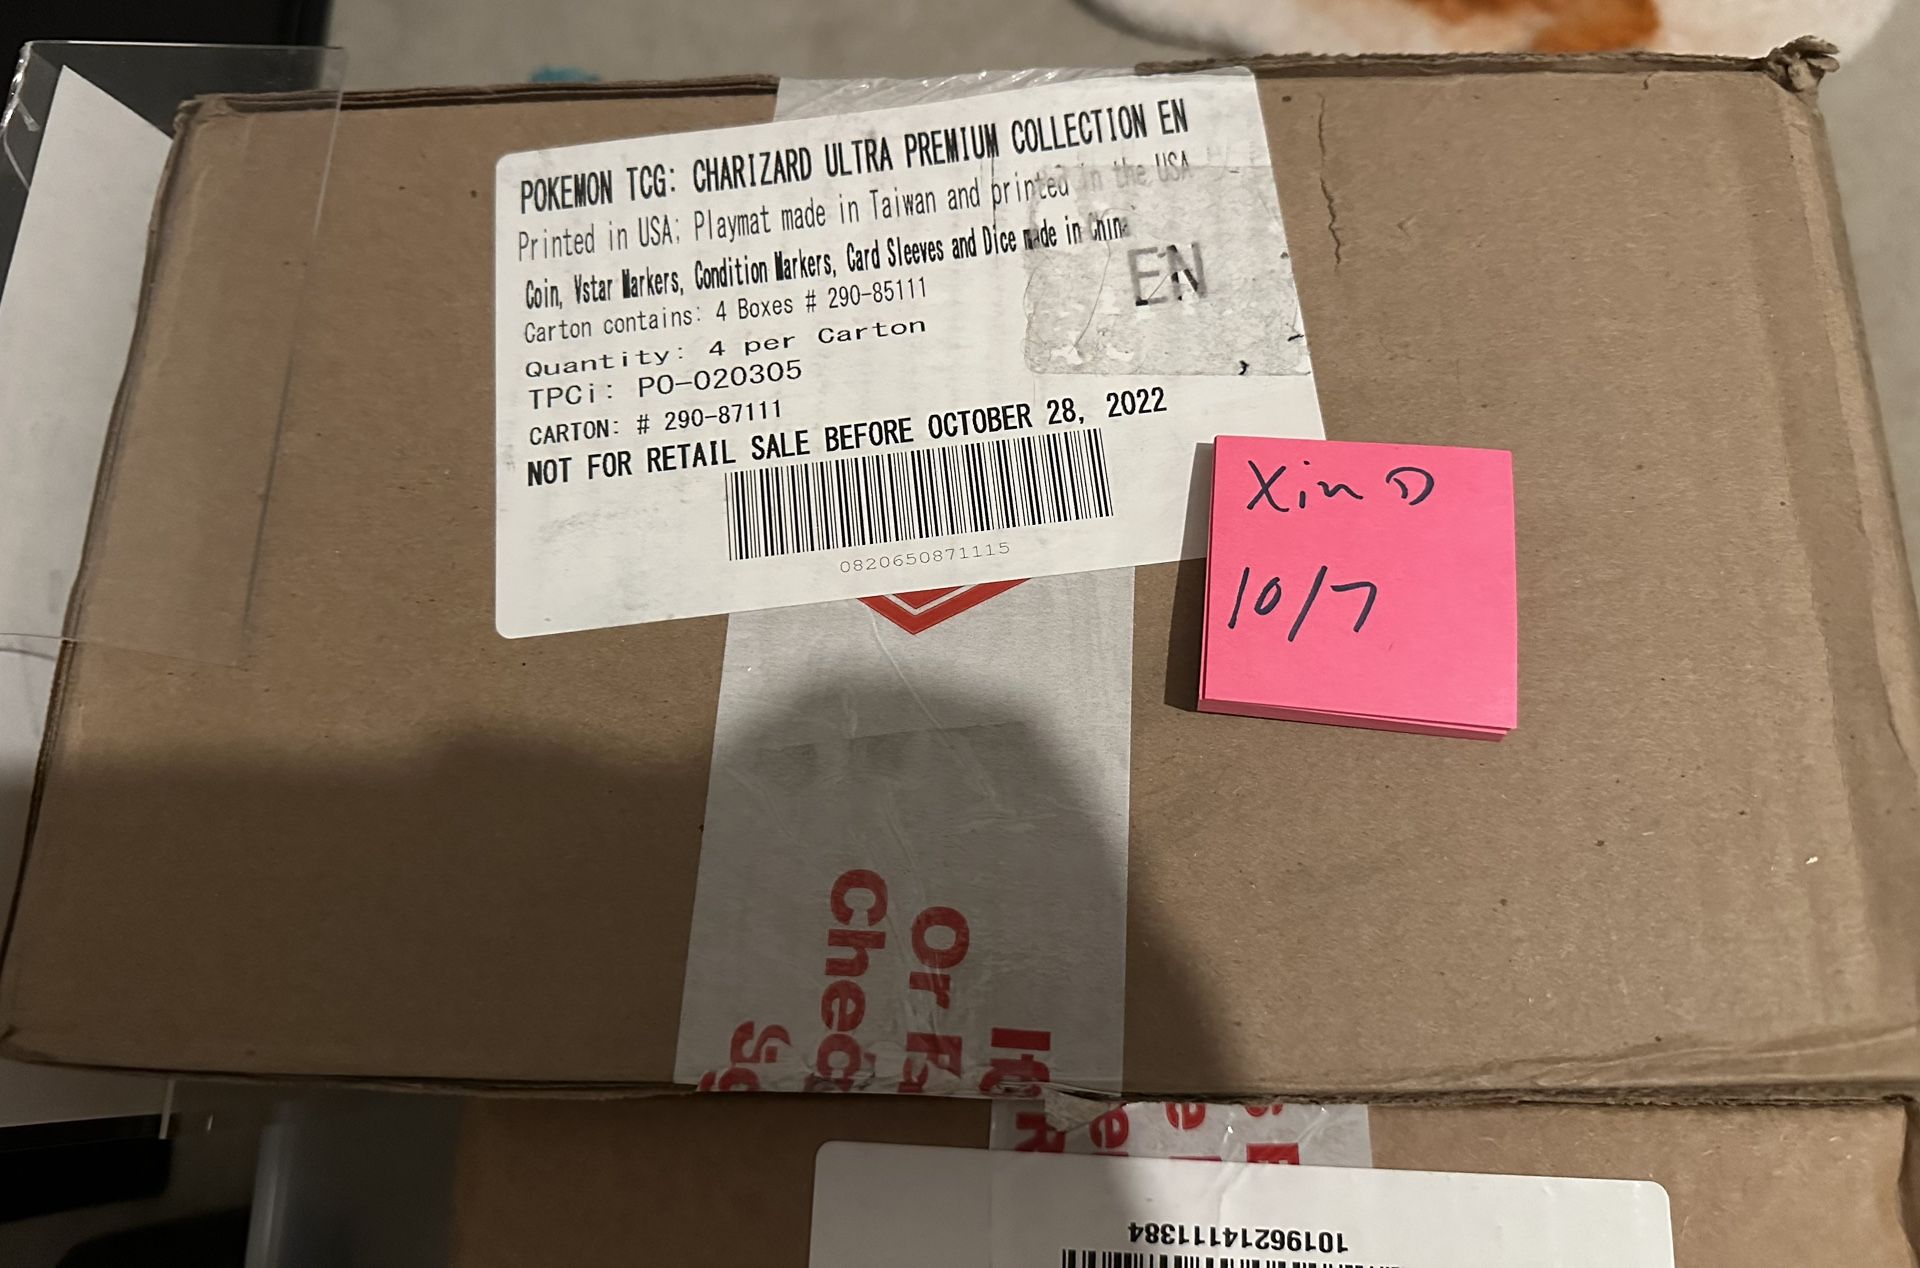 POKEMON TCG: CHARIZARD ULTRA PREMIUM COLLECTION EN
Printed in USA; Playmat made in Taiwan and printed in the USA
Coin, Vstar Markers, Condition Markers, Card Sleeves and Dice made in China
Carton contains: 4 Boxes # 290-85111
Quantity: 4 per Carton
TPCi: PO-020305
CARTON: # 290-87111
NOT FOR RETAIL SALE BEFORE OCTOBER 28, 2022
0820650871115
EN
Xin D
10/7
Or
Chec
10196214111384